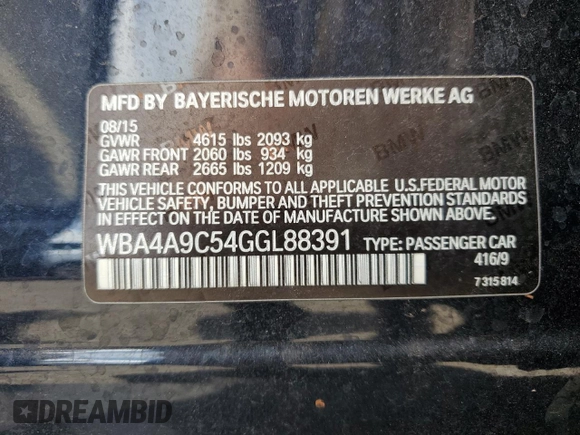 MFD BY BAYERISCHE MOTOREN WERKE AG
08/15
GVWR 4615 lbs 2093 kg
GAWR FRONT 2060 lbs 934 kg
GAWR REAR 2665 lbs 1209 kg
THIS VEHICLE CONFORMS TO ALL APPLICABLE U.S.FEDERAL MOTOR
VEHICLE SAFETY, BUMPER AND THEFT PREVENTION STANDARDS
IN EFFECT ON THE DATE OF MANUFACTURE SHOWN ABOVE.
WBA4A9C54GGL88391 TYPE: PASSENGER CAR
416/9
7315814
DREAMBID